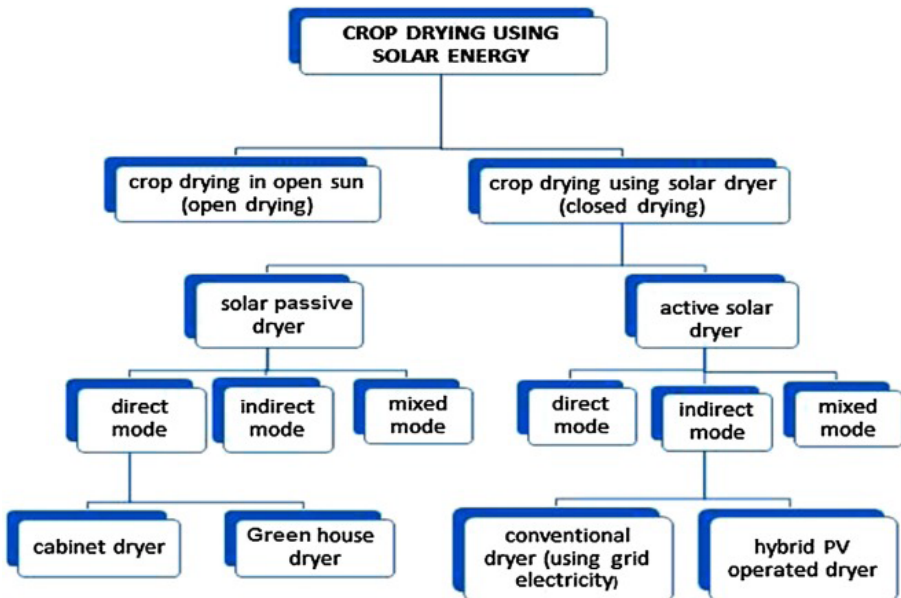 CROP DRYING USING
SOLAR ENERGY
crop drying in open sun
(open drying)
crop drying using solar dryer
(closed drying)
solar passive
dryer
active solar
dryer
direct
mode
indirect
mode
mixed
mode
direct
mode
indirect
mode
mixed
mode
cabinet dryer
Green house
dryer
conventional
dryer (using grid
electricity)
hybrid PV
operated dryer